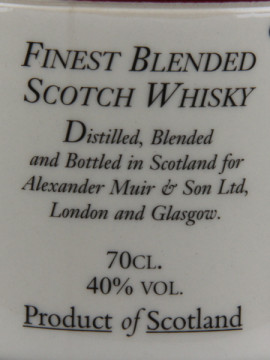 FINEST BLENDED
SCOTCH WHISKY
Distilled, Blended
and Bottled in Scotland for
Alexander Muir & Son Ltd,
London and Glasgow.
70CL.
40% VOL.
Product of Scotland